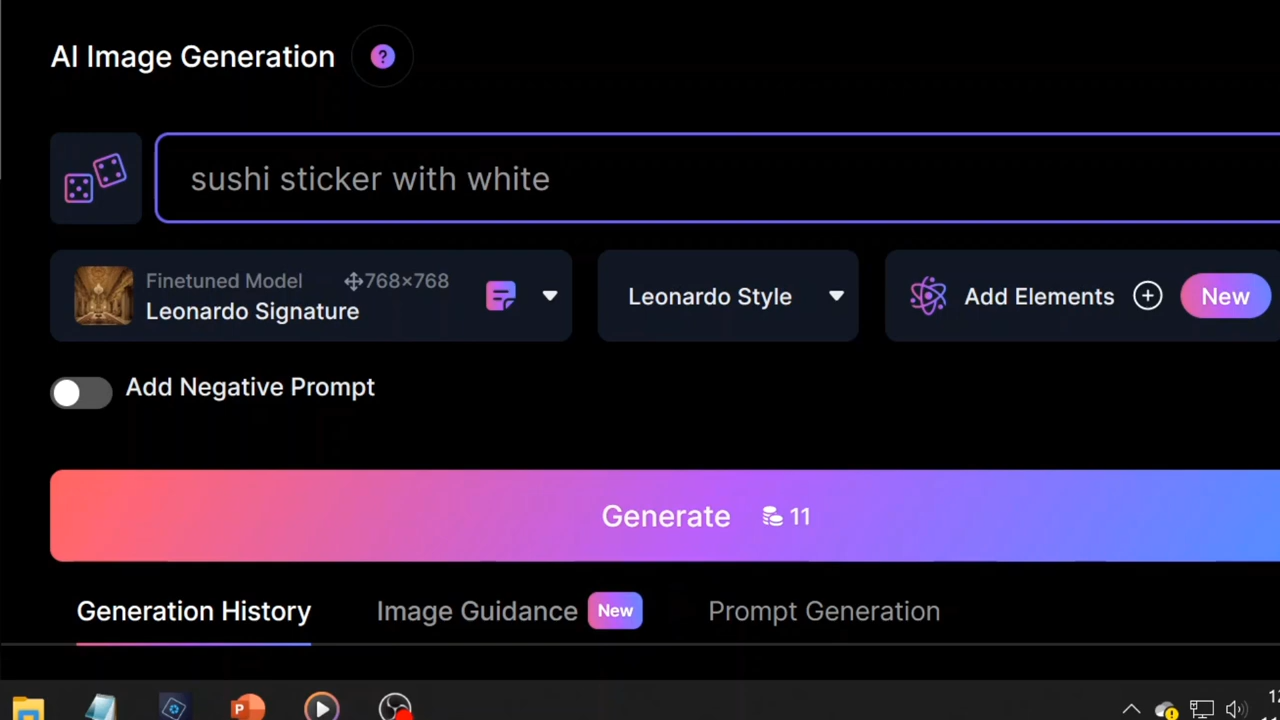 AI Image Generation ?
sushi sticker with white
Finetuned Model 768×768
Leonardo Signature
Leonardo Style
Add Elements New
Add Negative Prompt
Generate 11
Generation History Image Guidance New Prompt Generation
P